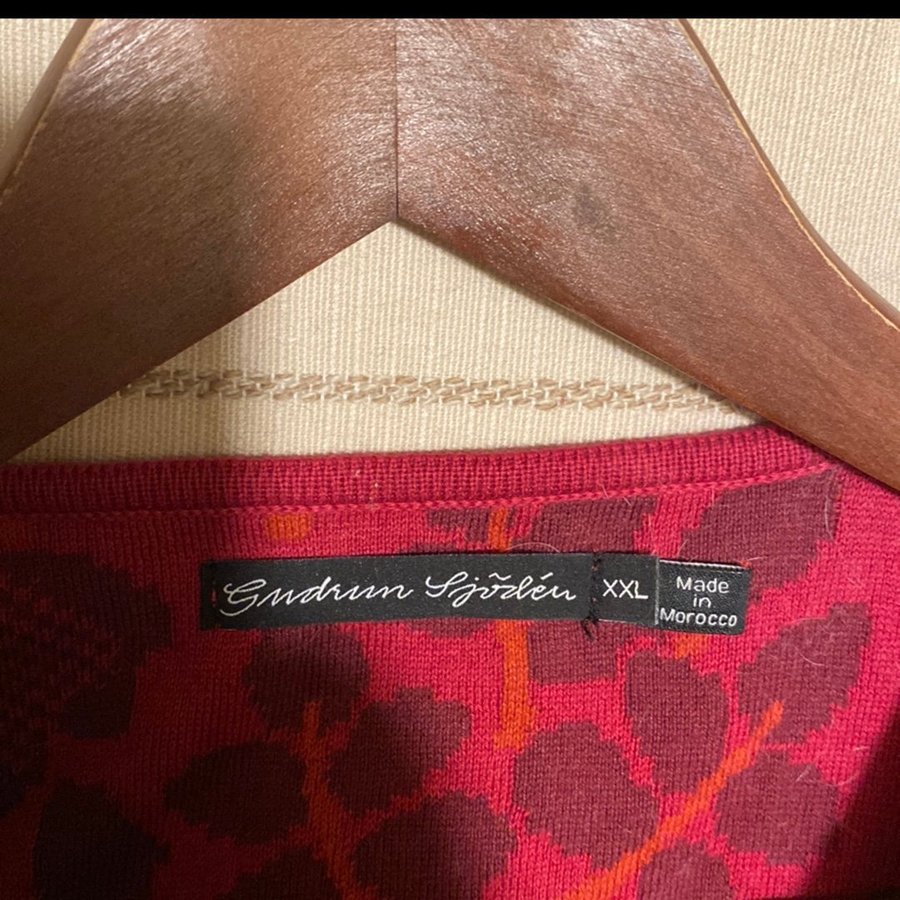 Gudrun Sjödén
XXL
Made
in
Morocco